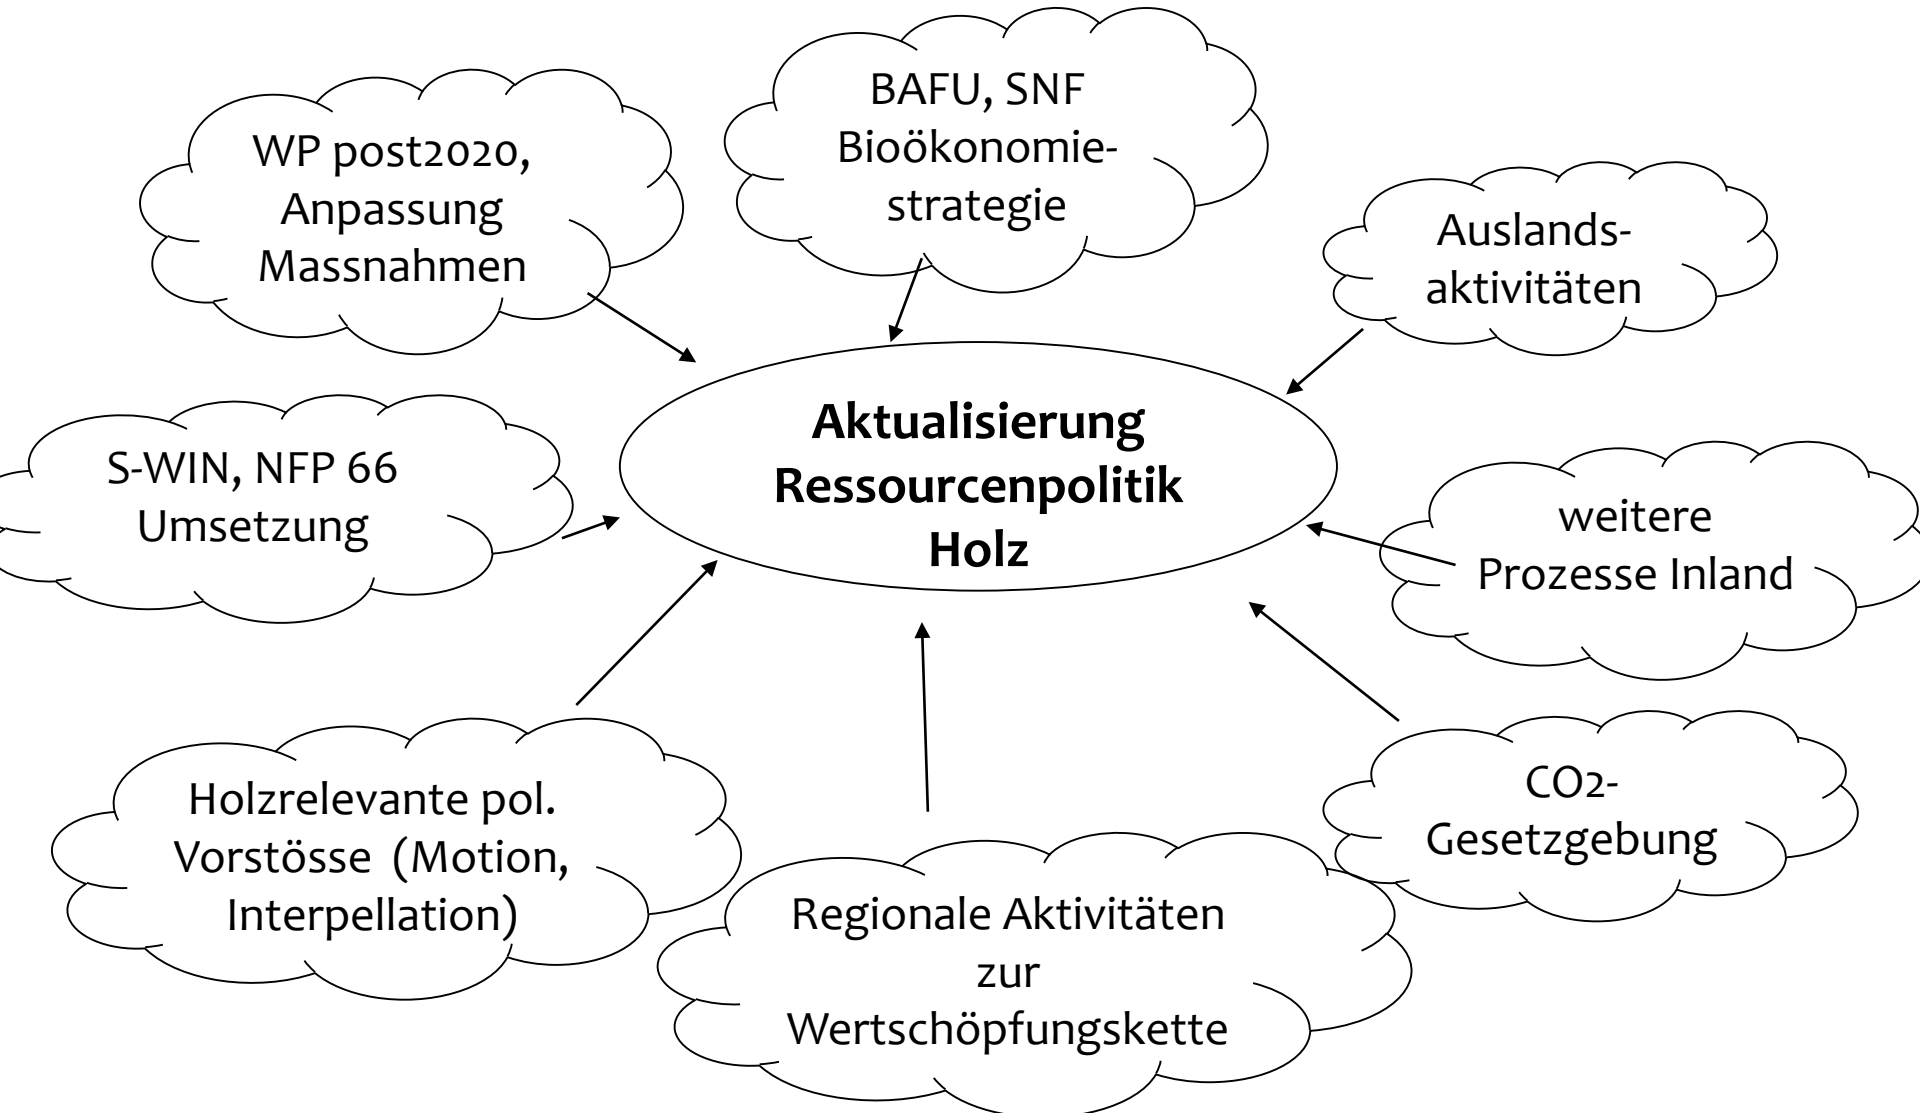 WP post2020,
Anpassung
Massnahmen
BAFU, SNF
Bioökonomie-
strategie
Auslands-
aktivitäten
Aktualisierung
Ressourcenpolitik
Holz
S-WIN, NFP 66
Umsetzung
weitere
Prozesse Inland
Holzrelevante pol.
Vorstösse (Motion,
Interpellation)
Regionale Aktivitäten
zur
Wertschöpfungskette
CO2-
Gesetzgebung